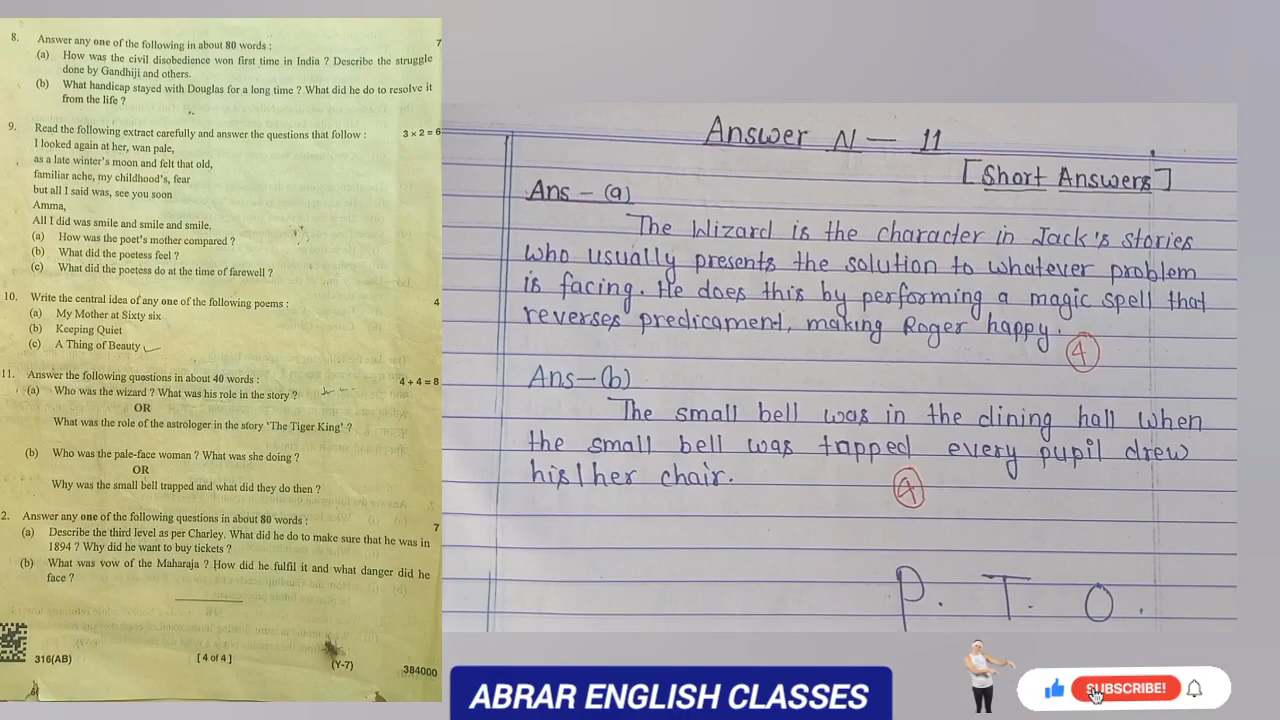 8. Answer any one of the following in about 80 words : 7
(a) How was the civil disobedience won first time in India ? Describe the struggle
done by Gandhiji and others.
(b) What handicap stayed with Douglas for a long time ? What did he do to resolve it
from the life ?
9. Read the following extract carefully and answer the questions that follow : 3 × 2 = 6
I looked again at her, wan pale,
as a late winter's moon and felt that old,
familiar ache, my childhood's, fear
but all I said was, see you soon
Amma,
All I did was smile and smile and smile.
(a) How was the poet's mother compared ?
(b) What did the poetess feel ?
(c) What did the poetess do at the time of farewell ?
10. Write the central idea of any one of the following poems : 4
(a) My Mother at Sixty six
(b) Keeping Quiet
(c) A Thing of Beauty
11. Answer the following questions in about 40 words : 4 + 4 = 8
(a) Who was the wizard ? What was his role in the story ?
OR
What was the role of the astrologer in the story 'The Tiger King' ?
(b) Who was the pale-face woman ? What was she doing ?
OR
Why was the small bell trapped and what did they do then ?
2. Answer any one of the following questions in about 80 words : 7
(a) Describe the third level as per Charley. What did he do to make sure that he was in
1894 ? Why did he want to buy tickets ?
(b) What was vow of the Maharaja ? How did he fulfil it and what danger did he
face ?
316(AB) [ 4 of 4 ] (Y-7) 384000
Answer N — 11
[Short Answers]
Ans - (a)
The Wizard is the character in Jack's stories
who usually presents the solution to whatever problem
is facing. He does this by performing a magic spell that
reverses predicament, making Roger happy.
4
Ans - (b)
The small bell was in the dining hall when
the small bell was tapped every pupil drew
his/her chair.
4
P. T. O.
ABRAR ENGLISH CLASSES
SUBSCRIBE!